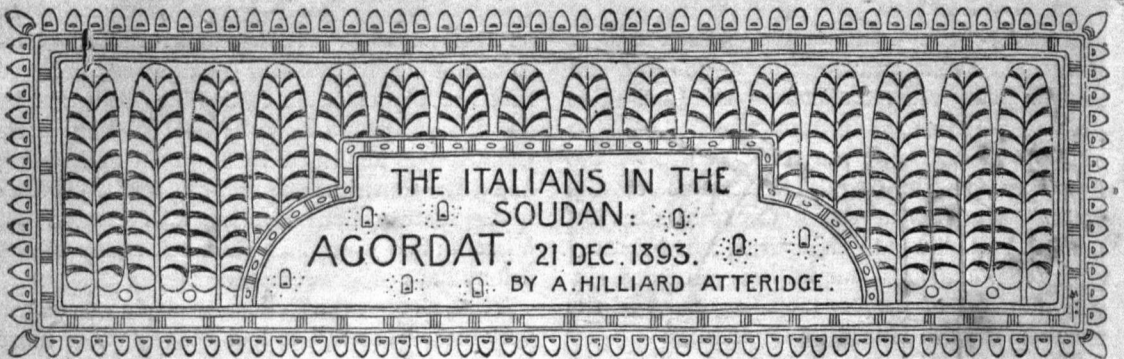 THE ITALIANS IN THE
SOUDAN:
AGORDAT. 21 DEC. 1893.
BY A. HILLIARD ATTERIDGE.